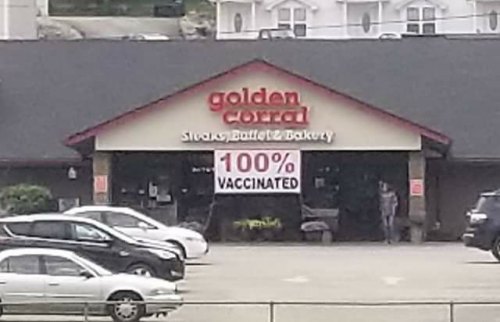 golden
corral
Steaks, Buffet & Bakery
100%
VACCINATED